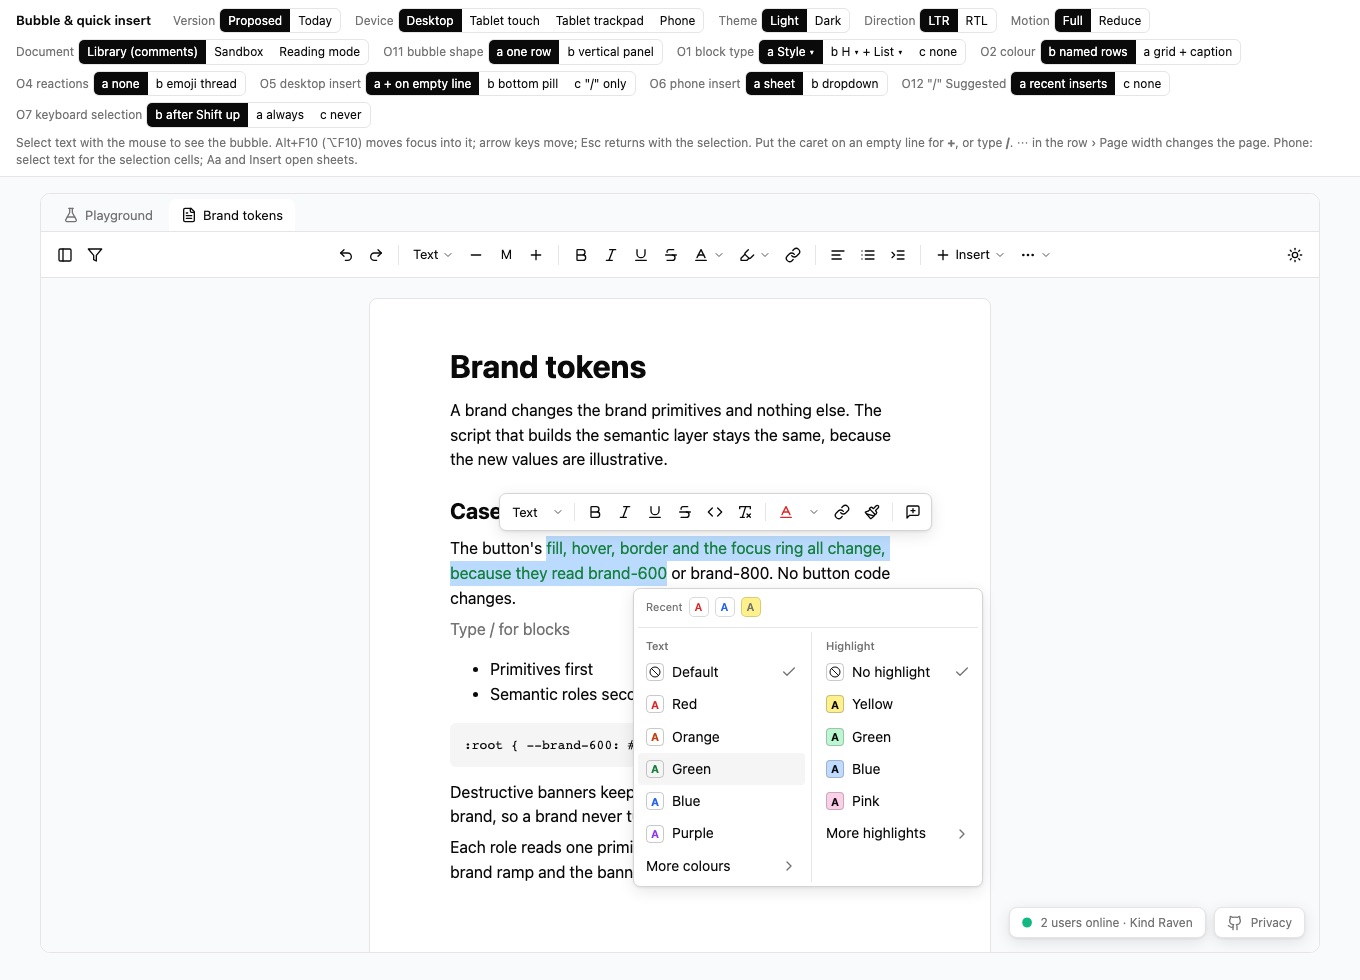 Bubble & quick insert Version Proposed Today Device Desktop Tablet touch Tablet trackpad Phone Theme Light Dark Direction LTR RTL Motion Full Reduce
Document Library (comments) Sandbox Reading mode O11 bubble shape a one row b vertical panel O1 block type a Style ▾ b H ▾ + List ▾ c none O2 colour b named rows a grid + caption
O4 reactions a none b emoji thread O5 desktop insert a + on empty line b bottom pill c "/" only O6 phone insert a sheet b dropdown O12 "/" Suggested a recent inserts c none
O7 keyboard selection b after Shift up a always c never
Select text with the mouse to see the bubble. Alt+F10 (⌥F10) moves focus into it; arrow keys move; Esc returns with the selection. Put the caret on an empty line for +, or type /. ··· in the row › Page width changes the page. Phone:
select text for the selection cells; Aa and Insert open sheets.
Playground Brand tokens
Text M B I U S A Insert
Brand tokens
A brand changes the brand primitives and nothing else. The
script that builds the semantic layer stays the same, because
the new values are illustrative.
Case
Text B I U S A
The button's fill, hover, border and the focus ring all change,
because they read brand-600 or brand-800. No button code
changes.
Type / for blocks
• Primitives first
• Semantic roles seco
:root { --brand-600: #
Destructive banners keep
brand, so a brand never t
Each role reads one primi
brand ramp and the bann
Recent A A A
Text
Default
A Red
A Orange
A Green
A Blue
A Purple
More colours
Highlight
No highlight
A Yellow
A Green
A Blue
A Pink
More highlights
2 users online · Kind Raven
Privacy